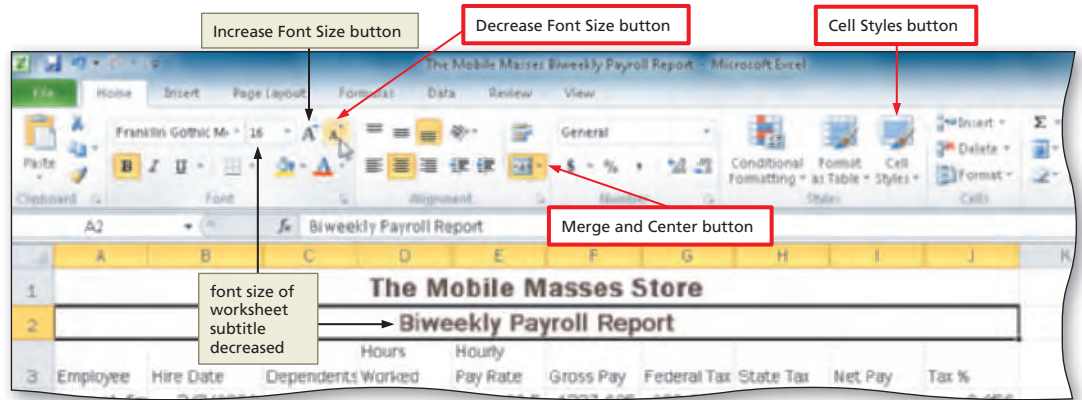 Increase Font Size button
Decrease Font Size button
Cell Styles button
The Mobile Masses Biweekly Payroll Report - Microsoft Excel
File Home Insert Page Layout Formulas Data Review View
Franklin Gothic M 16 A A General
Paste B I U A $ % , Conditional Formatting Format as Table Cell Styles
Insert
Delete
Format
Σ
Clipboard Font Alignment Number Styles Cells
A2 fx Biweekly Payroll Report
Merge and Center button
A B C D E F G H I J K
1 The Mobile Masses Store
font size of
worksheet
subtitle
decreased
2 Biweekly Payroll Report
Hours Hourly
3 Employee Hire Date Dependents Worked Pay Rate Gross Pay Federal Tax State Tax Net Pay Tax %